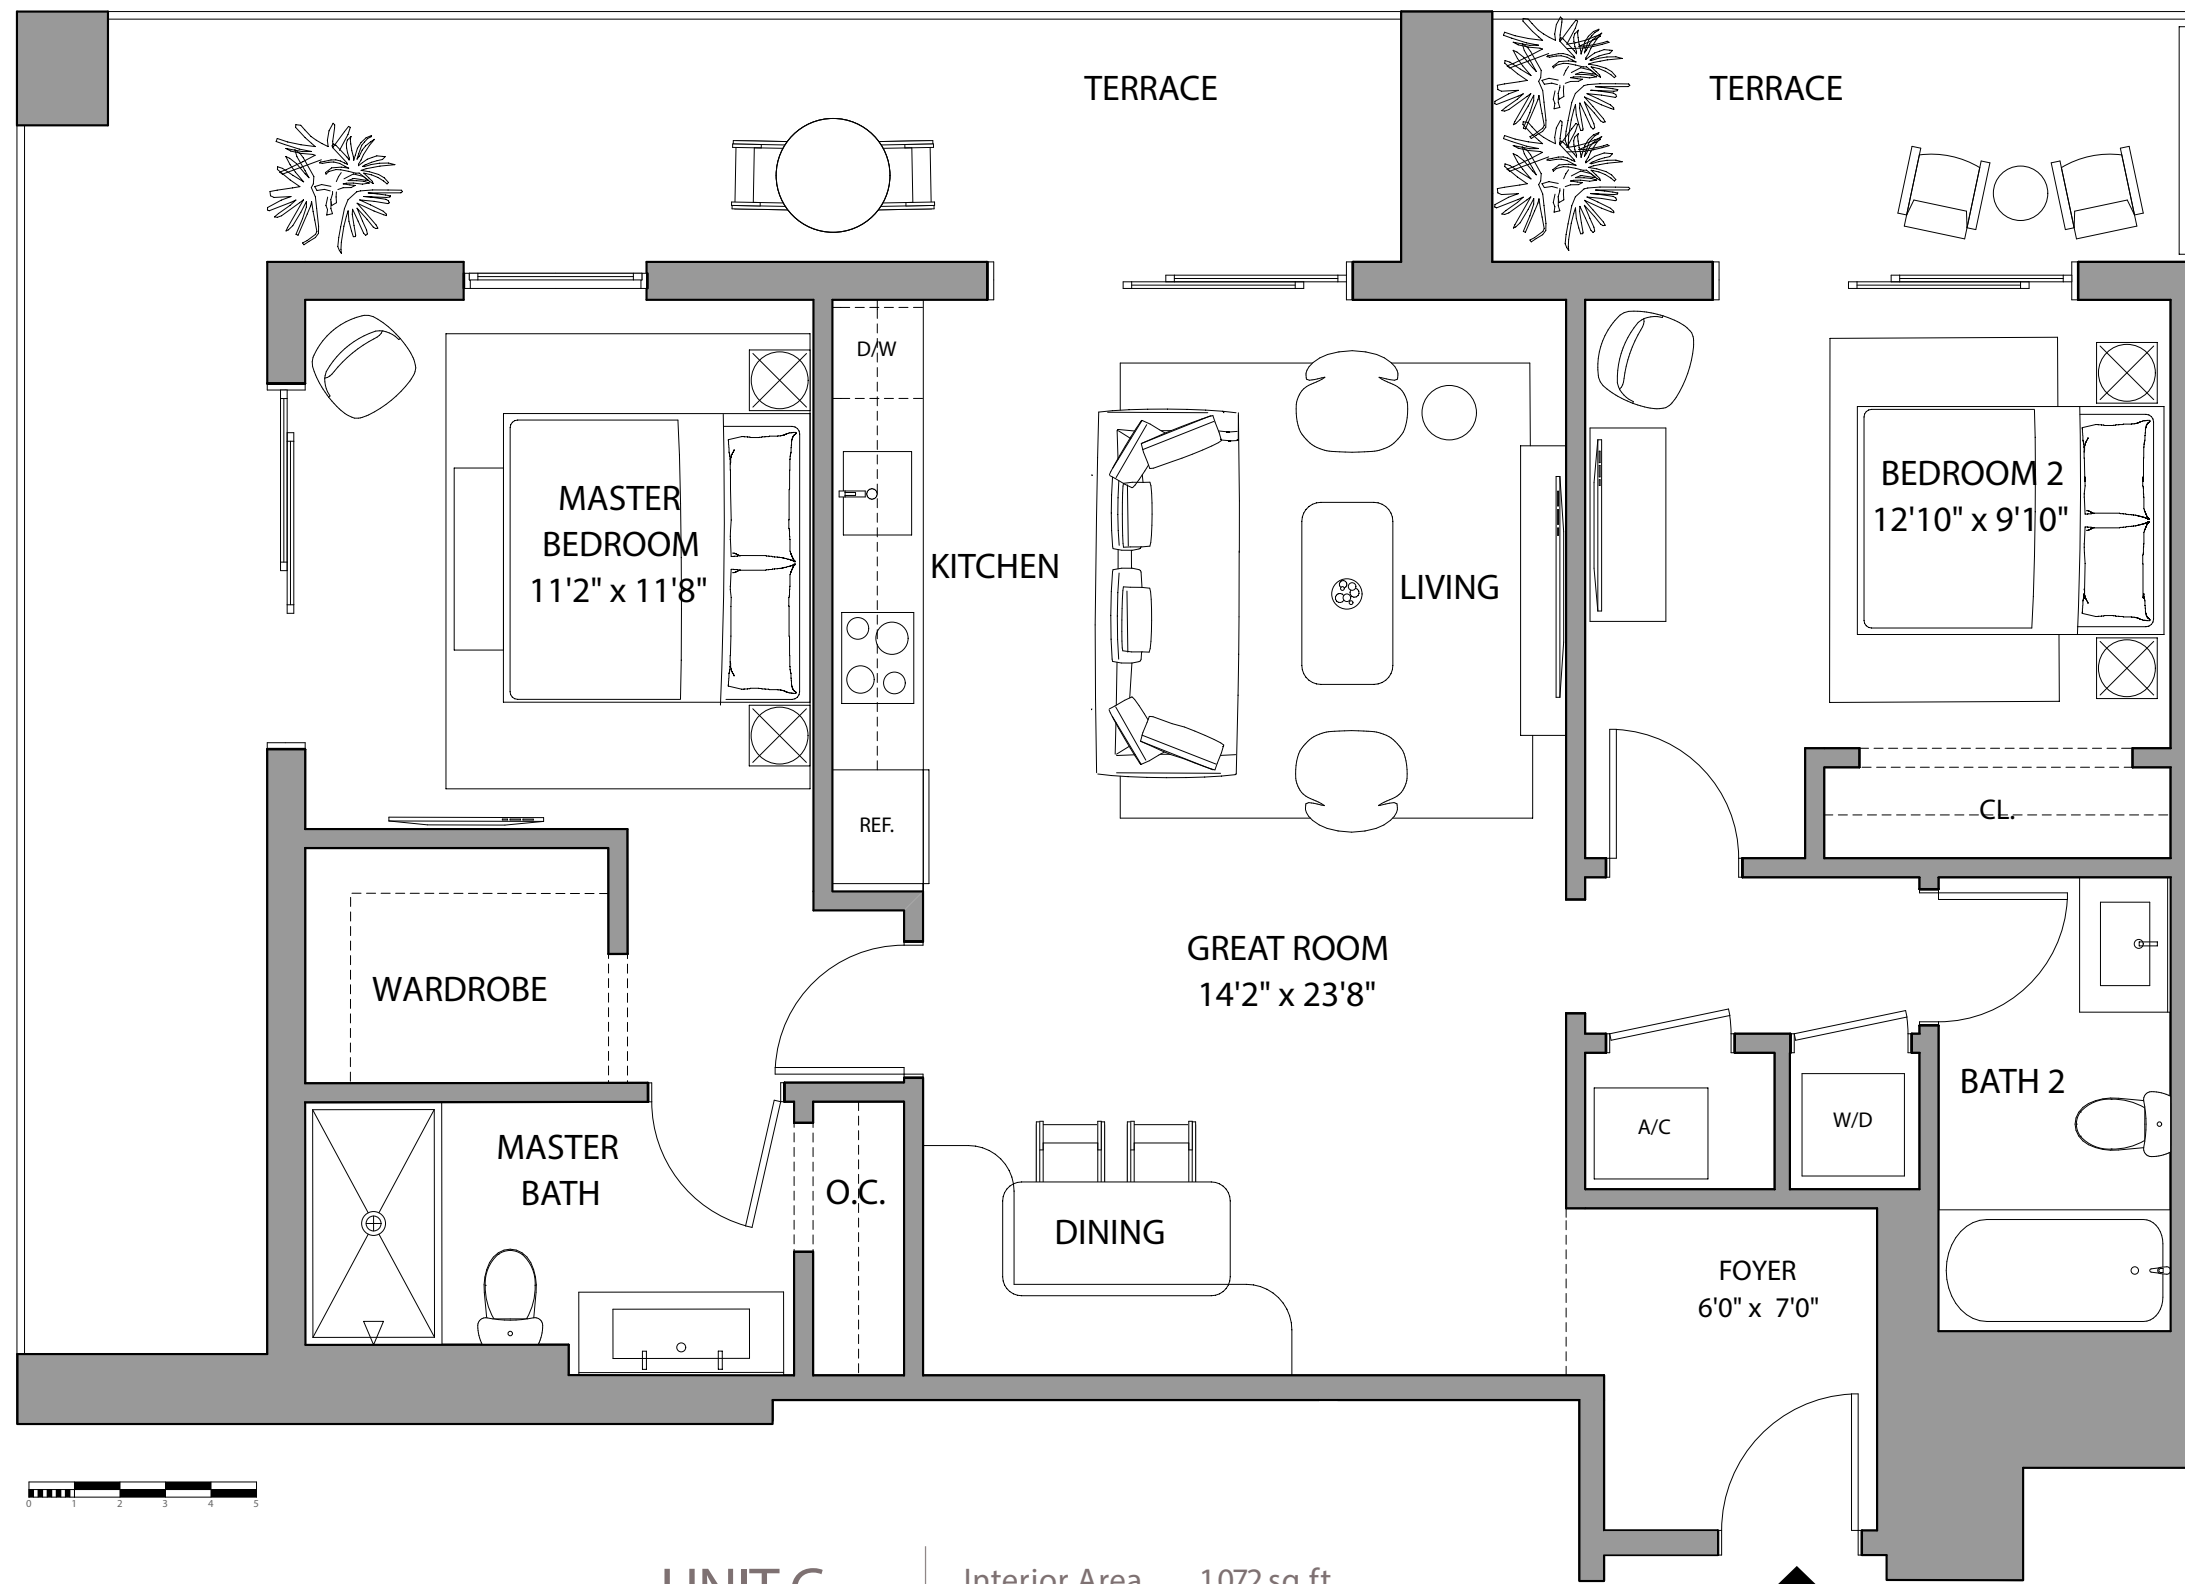 TERRACE
TERRACE
D/W
MASTER
BEDROOM
11'2" x 11'8"
KITCHEN
LIVING
BEDROOM 2
12'10" x 9'10"
REF.
CL.
WARDROBE
GREAT ROOM
14'2" x 23'8"
MASTER
BATH
O.C.
DINING
A/C
W/D
BATH 2
FOYER
6'0" x 7'0"
0 1 2 3 4 5
UNIT
Interior Area 1072 sq ft